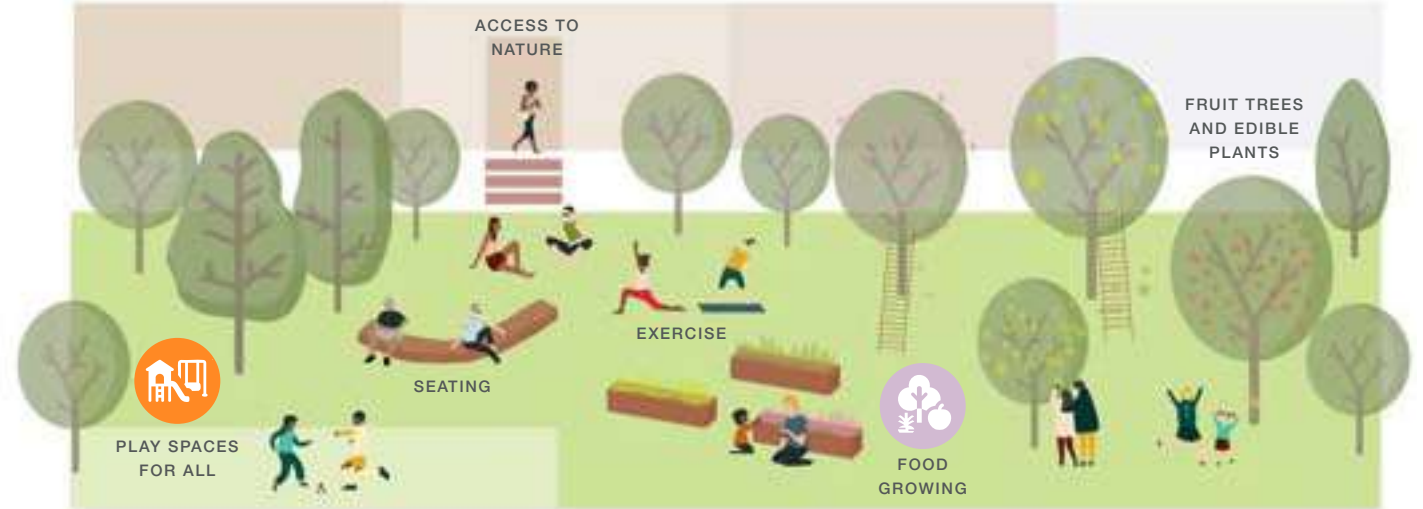 ACCESS TO
NATURE
FRUIT TREES
AND EDIBLE
PLANTS
EXERCISE
SEATING
PLAY SPACES
FOR ALL
FOOD
GROWING